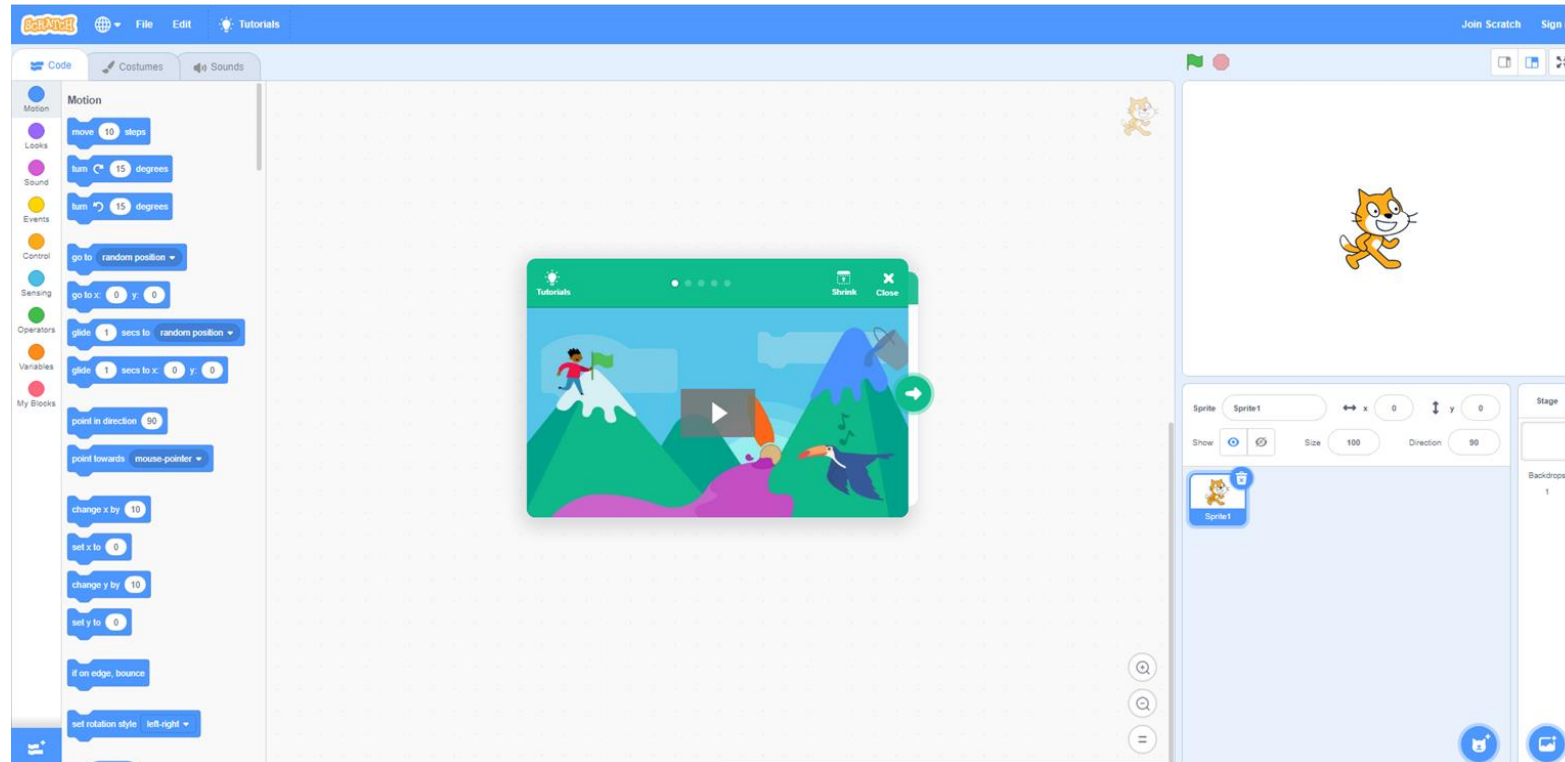 SCRATCH File Edit Tutorials Join Scratch Sign
Code Costumes Sounds
Motion
Looks
Sound
Events
Control
Sensing
Operators
Variables
My Blocks
Motion
move 10 steps
turn 15 degrees
turn 15 degrees
go to random position
go to x: 0 y: 0
glide 1 secs to random position
glide 1 secs to x: 0 y: 0
point in direction 90
point towards mouse-pointer
change x by 10
set x to 0
change y by 10
set y to 0
if on edge, bounce
set rotation style left-right
Tutorials Shrink Close
Sprite Sprite1 x 0 y 0
Show Size 100 Direction 90
Sprite1
Stage
Backdrops
1